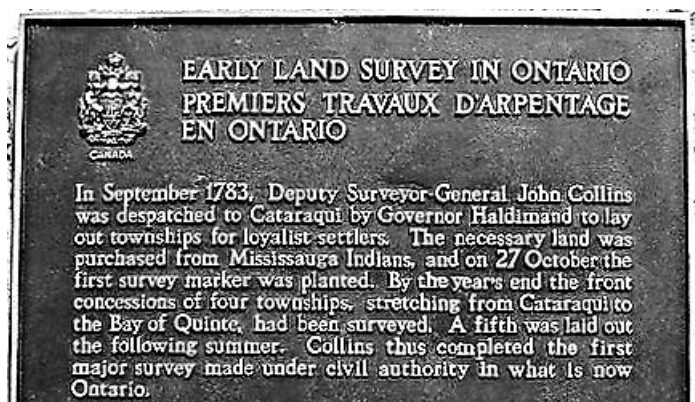 EARLY LAND SURVEY IN ONTARIO
PREMIERS TRAVAUX D'ARPENTAGE
EN ONTARIO
CANADA
In September 1783, Deputy Surveyor-General John Collins
was despatched to Cataraqui by Governor Haldimand to lay
out townships for loyalist settlers. The necessary land was
purchased from Mississauga Indians, and on 27 October the
first survey marker was planted. By the year's end the front
concessions of four townships, stretching from Cataraqui to
the Bay of Quinte, had been surveyed. A fifth was laid out
the following summer. Collins thus completed the first
major survey made under civil authority in what is now
Ontario.